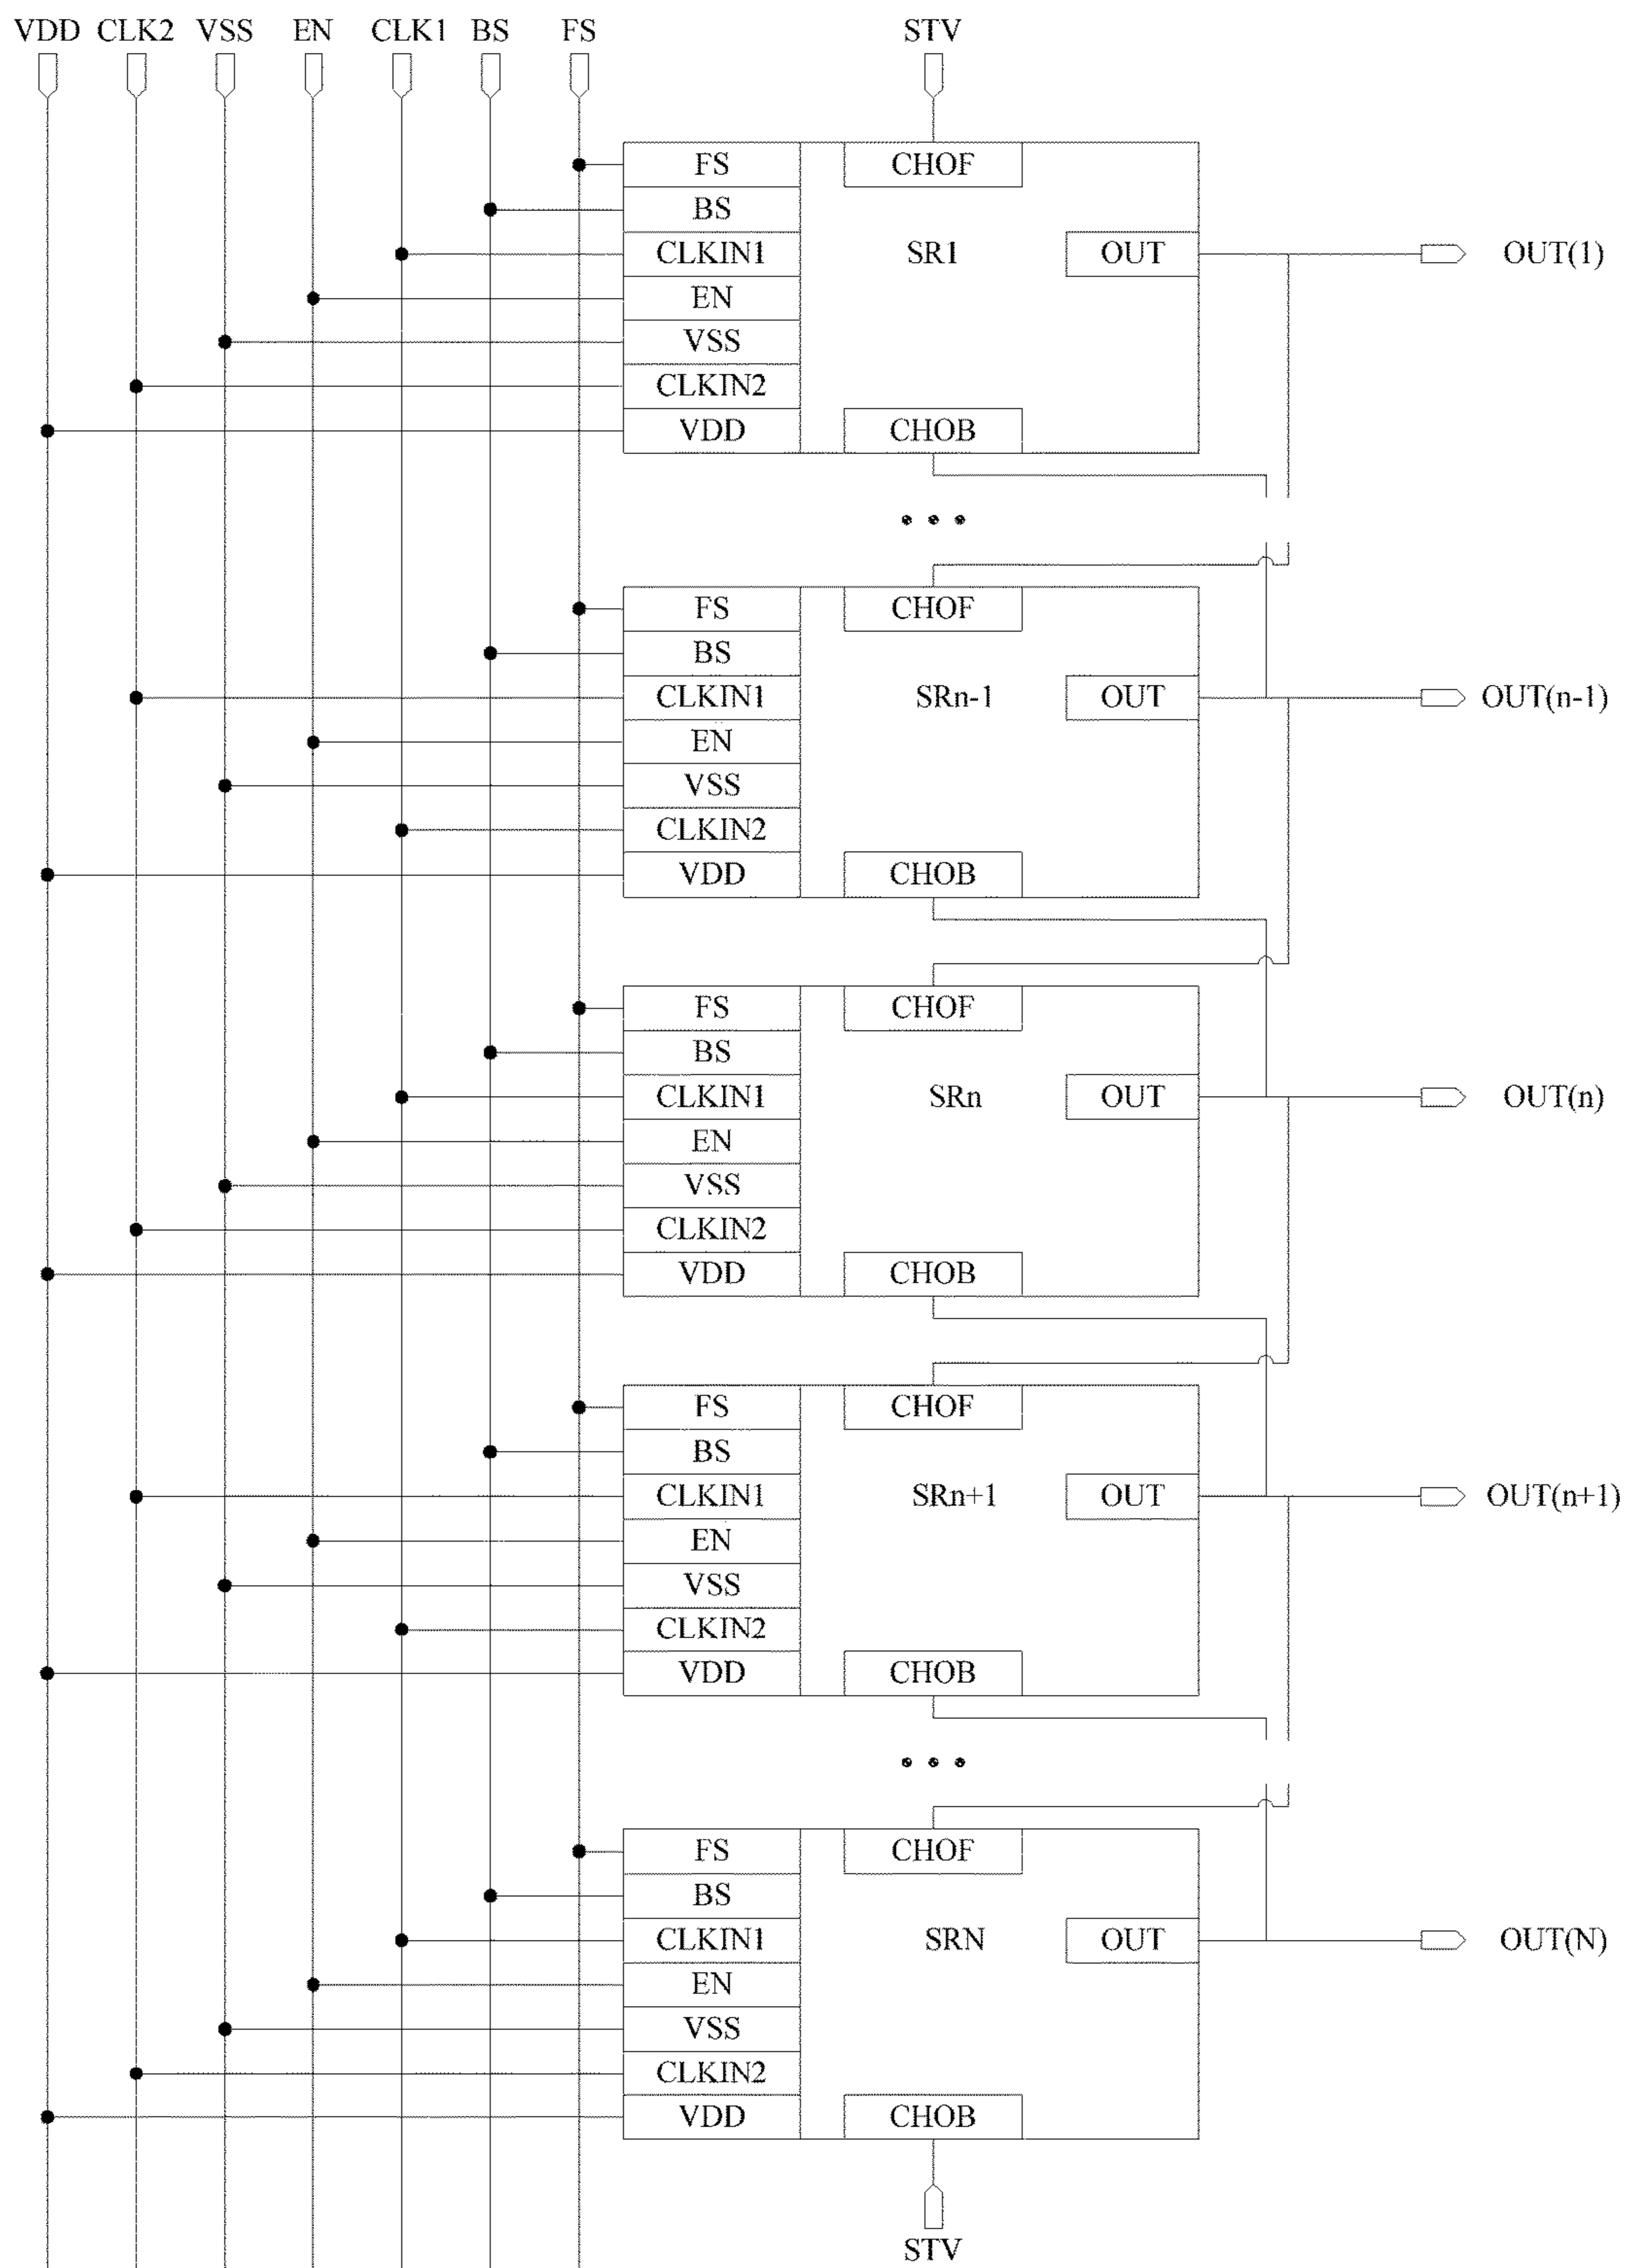 VDD CLK2 VSS EN CLK1 BS FS STV
FS CHOF
BS
CLKIN1 SR1 OUT OUT(1)
EN
VSS
CLKIN2
VDD CHOB
FS CHOF
BS
CLKIN1 SRn-1 OUT OUT(n-1)
EN
VSS
CLKIN2
VDD CHOB
FS CHOF
BS
CLKIN1 SRn OUT OUT(n)
EN
VSS
CLKIN2
VDD CHOB
FS CHOF
BS
CLKIN1 SRn+1 OUT OUT(n+1)
EN
VSS
CLKIN2
VDD CHOB
FS CHOF
BS
CLKIN1 SRN OUT OUT(N)
EN
VSS
CLKIN2
VDD CHOB
STV